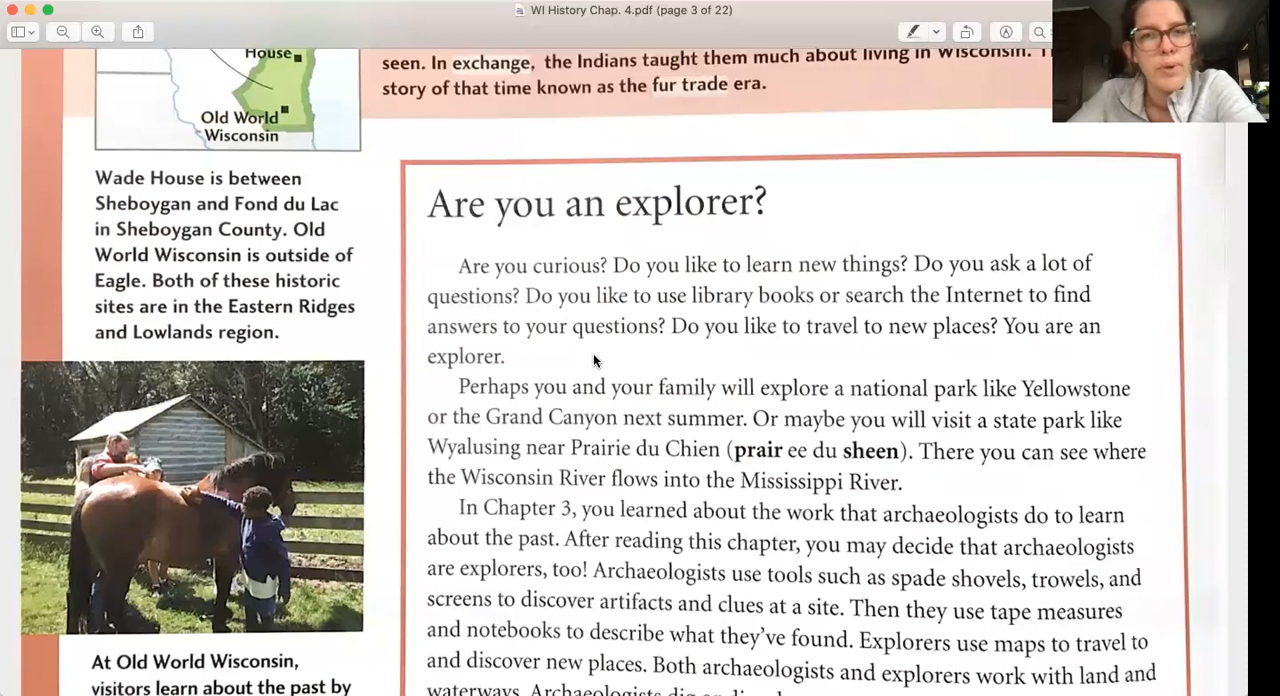 WI History Chap. 4.pdf (page 3 of 22)
House
Old World
Wisconsin
seen. In exchange, the Indians taught them much about living in Wisconsin.
story of that time known as the fur trade era.
Wade House is between
Sheboygan and Fond du Lac
in Sheboygan County. Old
World Wisconsin is outside of
Eagle. Both of these historic
sites are in the Eastern Ridges
and Lowlands region.
At Old World Wisconsin,
visitors learn about the past by
Are you an explorer?
Are you curious? Do you like to learn new things? Do you ask a lot of
questions? Do you like to use library books or search the Internet to find
answers to your questions? Do you like to travel to new places? You are an
explorer.
Perhaps you and your family will explore a national park like Yellowstone
or the Grand Canyon next summer. Or maybe you will visit a state park like
Wyalusing near Prairie du Chien (prair ee du sheen). There you can see where
the Wisconsin River flows into the Mississippi River.
In Chapter 3, you learned about the work that archaeologists do to learn
about the past. After reading this chapter, you may decide that archaeologists
are explorers, too! Archaeologists use tools such as spade shovels, trowels, and
screens to discover artifacts and clues at a site. Then they use tape measures
and notebooks to describe what they've found. Explorers use maps to travel to
and discover new places. Both archaeologists and explorers work with land and
waterways. Archaeologists dig